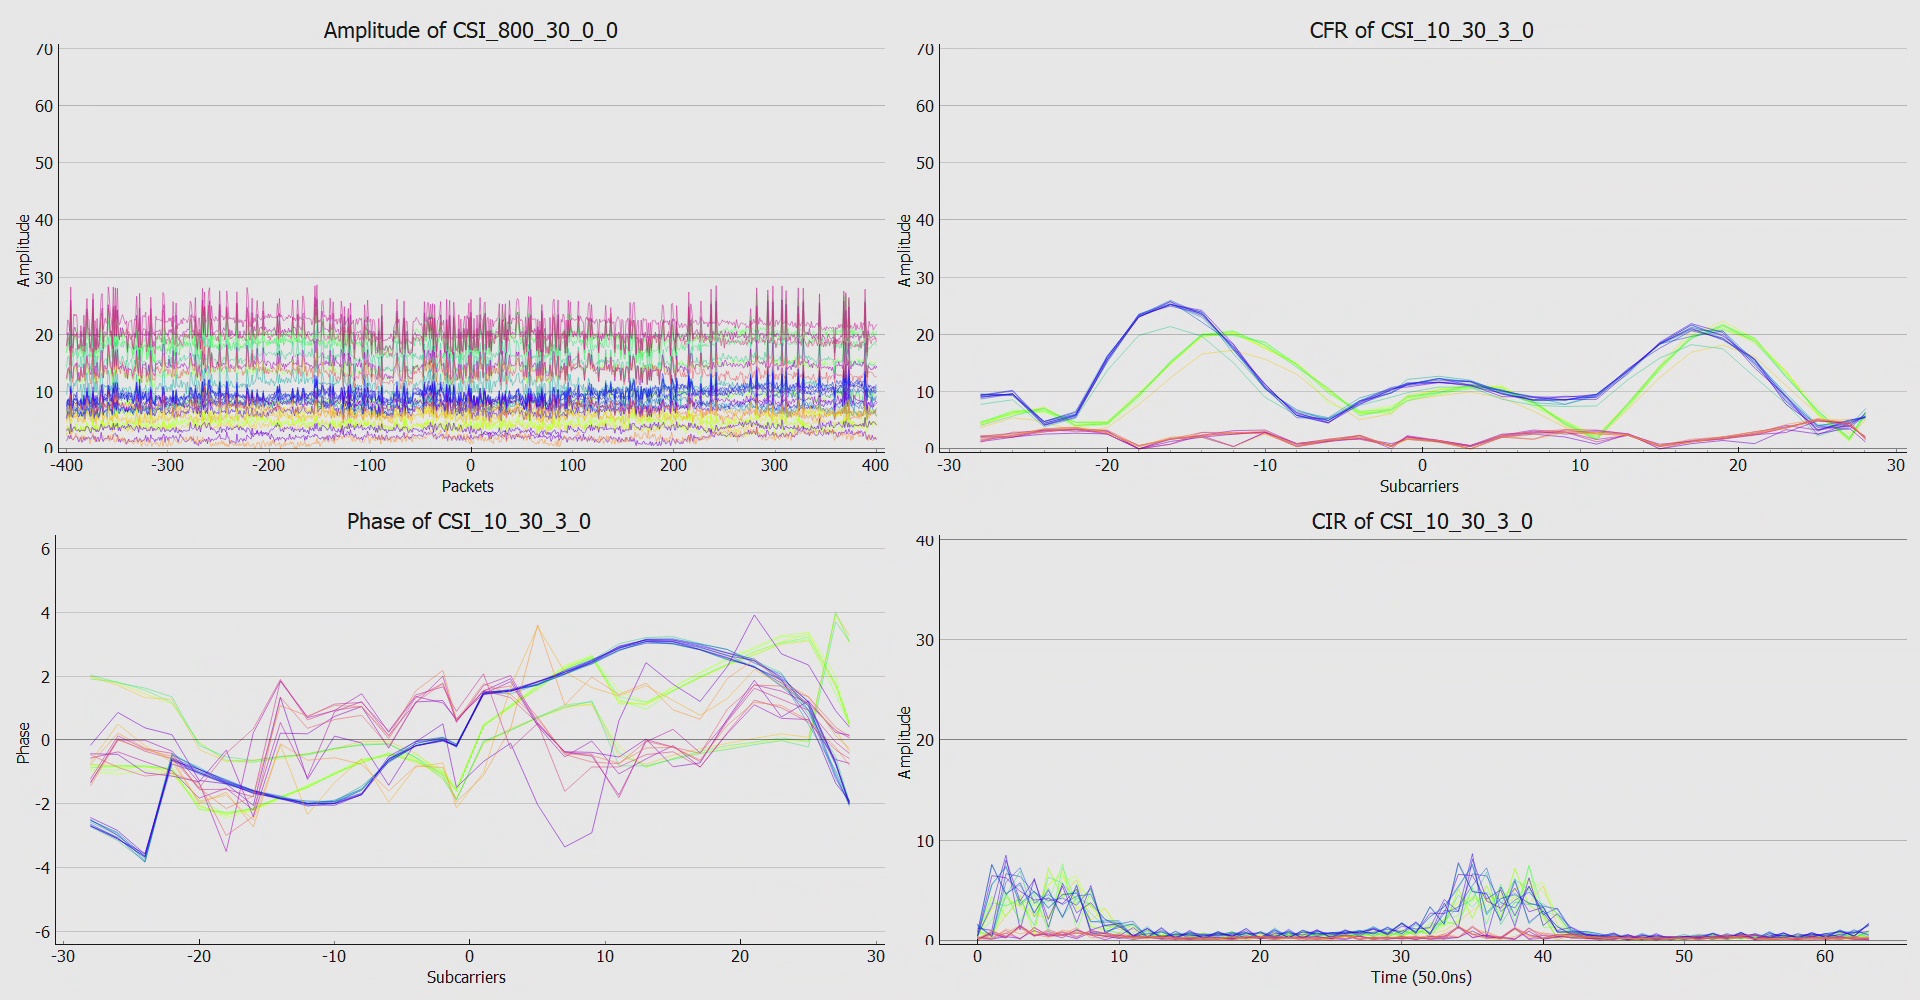 Amplitude of CSI_800_30_0_0
70
60
50
40
30
20
10
0
Amplitude
-400 -300 -200 -100 0 100 200 300 400
Packets
CFR of CSI_10_30_3_0
70
60
50
40
30
20
10
0
Amplitude
-30 -20 -10 0 10 20 30
Subcarriers
Phase of CSI_10_30_3_0
6
4
2
0
-2
-4
-6
Phase
-30 -20 -10 0 10 20 30
Subcarriers
CIR of CSI_10_30_3_0
40
30
20
10
0
Amplitude
0 10 20 30 40 50 60
Time (50.0ns)